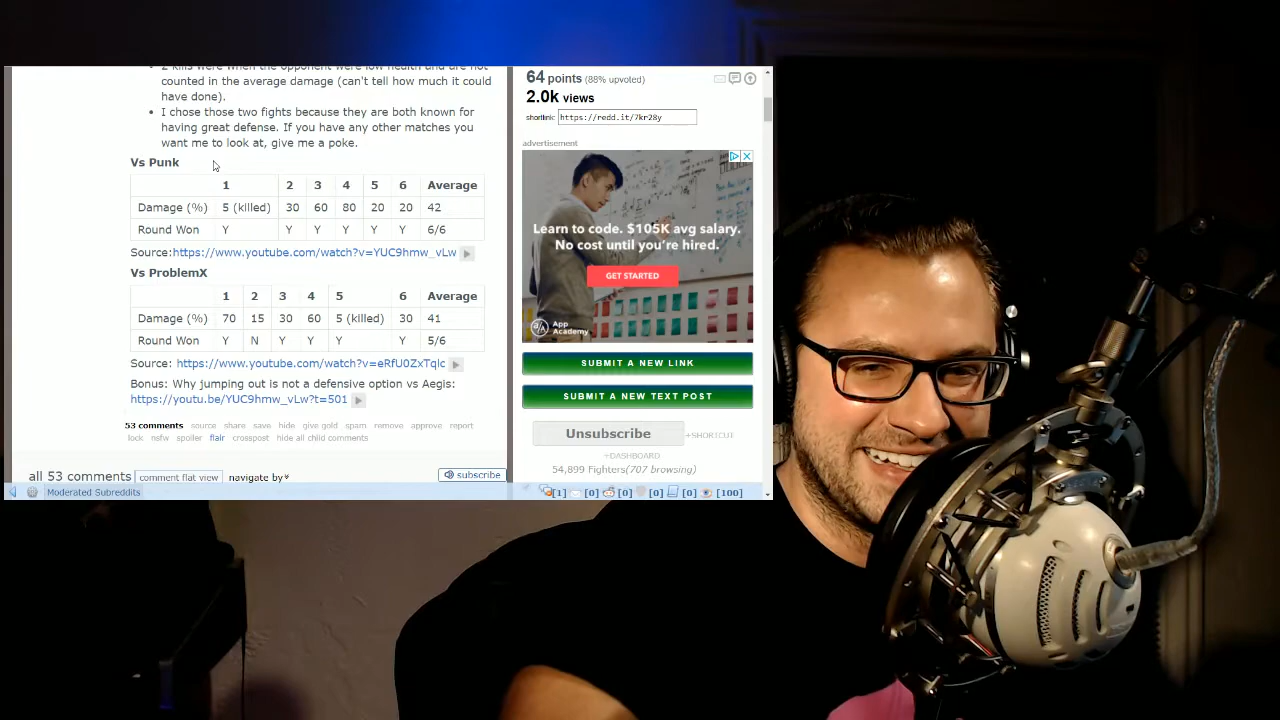 2 kills were when the opponent were low health and are not
counted in the average damage (can't tell how much it could
have done).
I chose those two fights because they are both known for
having great defense. If you have any other matches you
want me to look at, give me a poke.
Vs Punk
1 2 3 4 5 6 Average
Damage (%) 5 (killed) 30 60 80 20 20 42
Round Won Y Y Y Y Y Y 6/6
Source:https://www.youtube.com/watch?v=YUC9hmw_vLw
Vs ProblemX
1 2 3 4 5 6 Average
Damage (%) 70 15 30 60 5 (killed) 30 41
Round Won Y N Y Y Y Y 5/6
Source: https://www.youtube.com/watch?v=eRfU0ZxTqlc
Bonus: Why jumping out is not a defensive option vs Aegis:
https://youtu.be/YUC9hmw_vLw?t=501
53 comments source share save hide give gold spam remove approve report
lock nsfw spoiler flair crosspost hide all child comments
all 53 comments comment flat view navigate by
subscribe
Moderated Subreddits
64 points (88% upvoted)
2.0k views
shortlink: https://redd.it/7kr28y
advertisement
Learn to code. $105K avg salary.
No cost until you're hired.
GET STARTED
App
Academy
SUBMIT A NEW LINK
SUBMIT A NEW TEXT POST
Unsubscribe +SHORTCUT
+DASHBOARD
54,899 Fighters(707 browsing)
[1] [0] [0] [0] [0] [100]